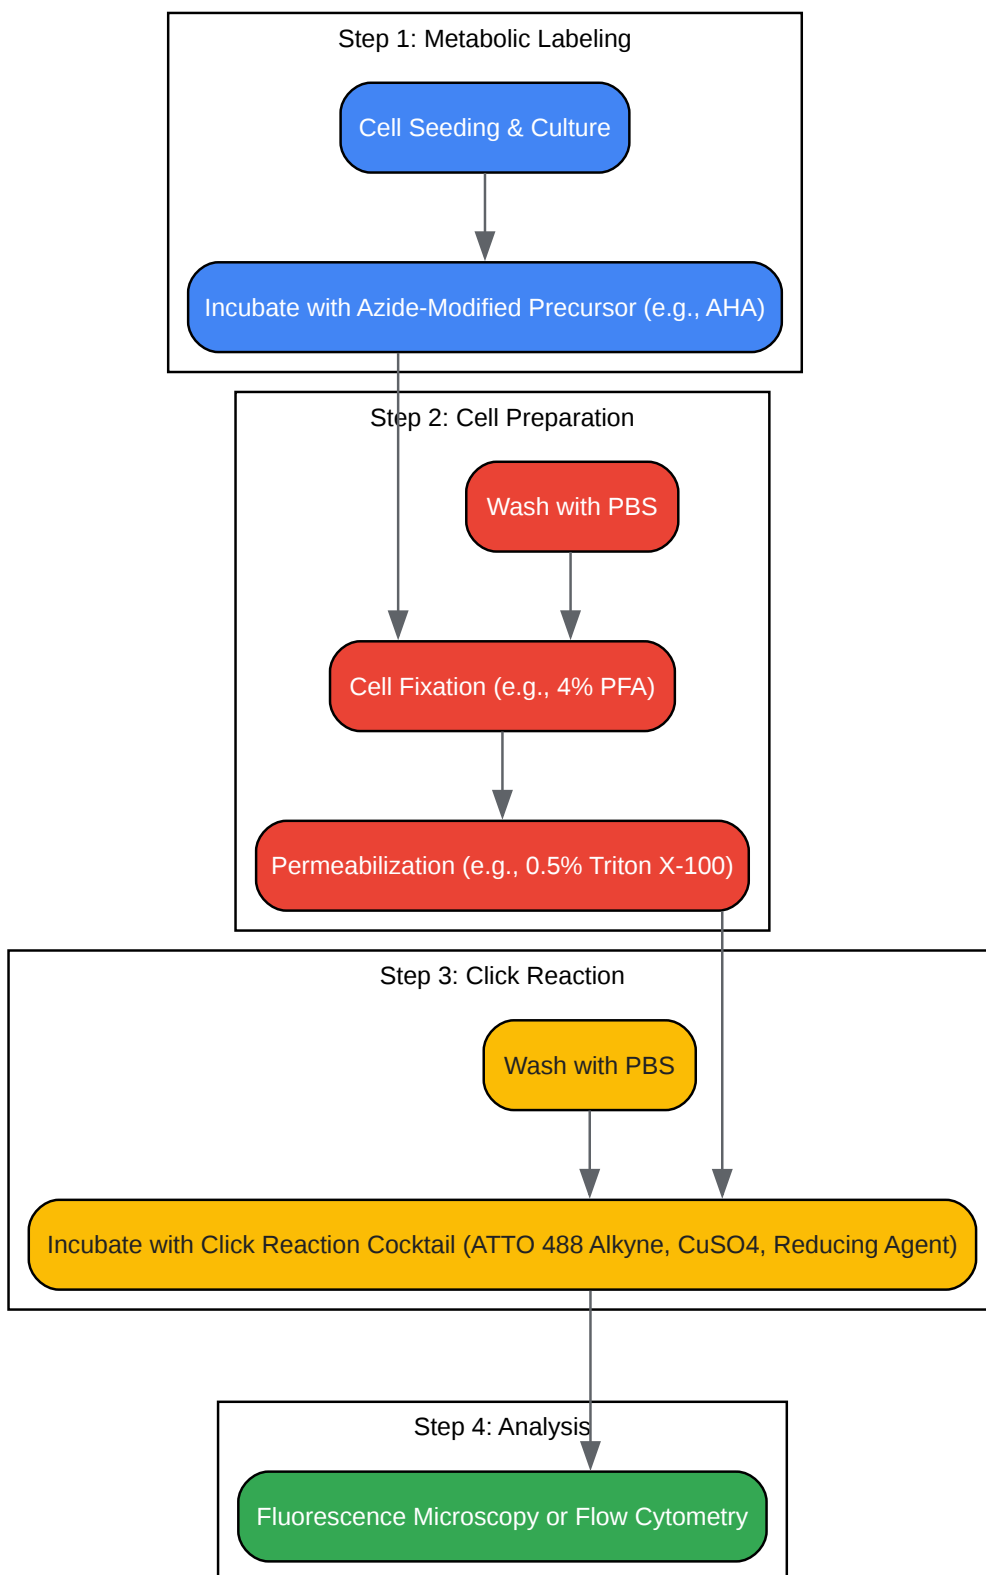 Step 1: Metabolic Labeling
Cell Seeding & Culture
Incubate with Azide-Modified Precursor (e.g., AHA)
Step 2: Cell Preparation
Wash with PBS
Cell Fixation (e.g., 4% PFA)
Permeabilization (e.g., 0.5% Triton X-100)
Step 3: Click Reaction
Wash with PBS
Incubate with Click Reaction Cocktail (ATTO 488 Alkyne, CuSO4, Reducing Agent)
Step 4: Analysis
Fluorescence Microscopy or Flow Cytometry